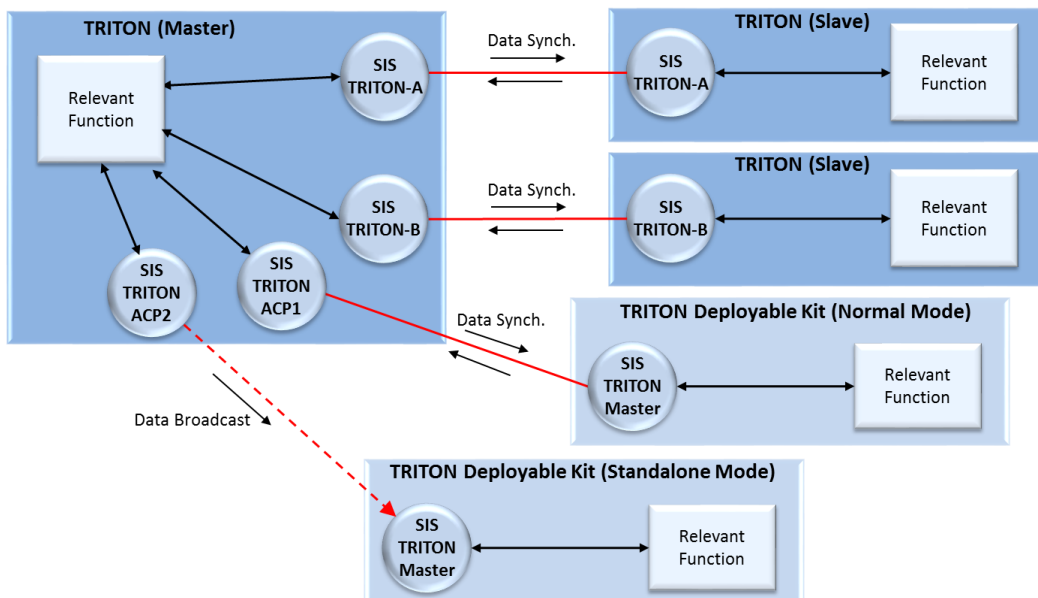 TRITON (Master)
Relevant
Function
SIS
TRITON-A
SIS
TRITON-B
SIS
TRITON
ACP2
SIS
TRITON
ACP1
Data Synch.
TRITON (Slave)
SIS
TRITON-A
Relevant
Function
Data Synch.
TRITON (Slave)
SIS
TRITON-B
Relevant
Function
Data Synch.
TRITON Deployable Kit (Normal Mode)
SIS
TRITON
Master
Relevant
Function
Data Broadcast
TRITON Deployable Kit (Standalone Mode)
SIS
TRITON
Master
Relevant
Function